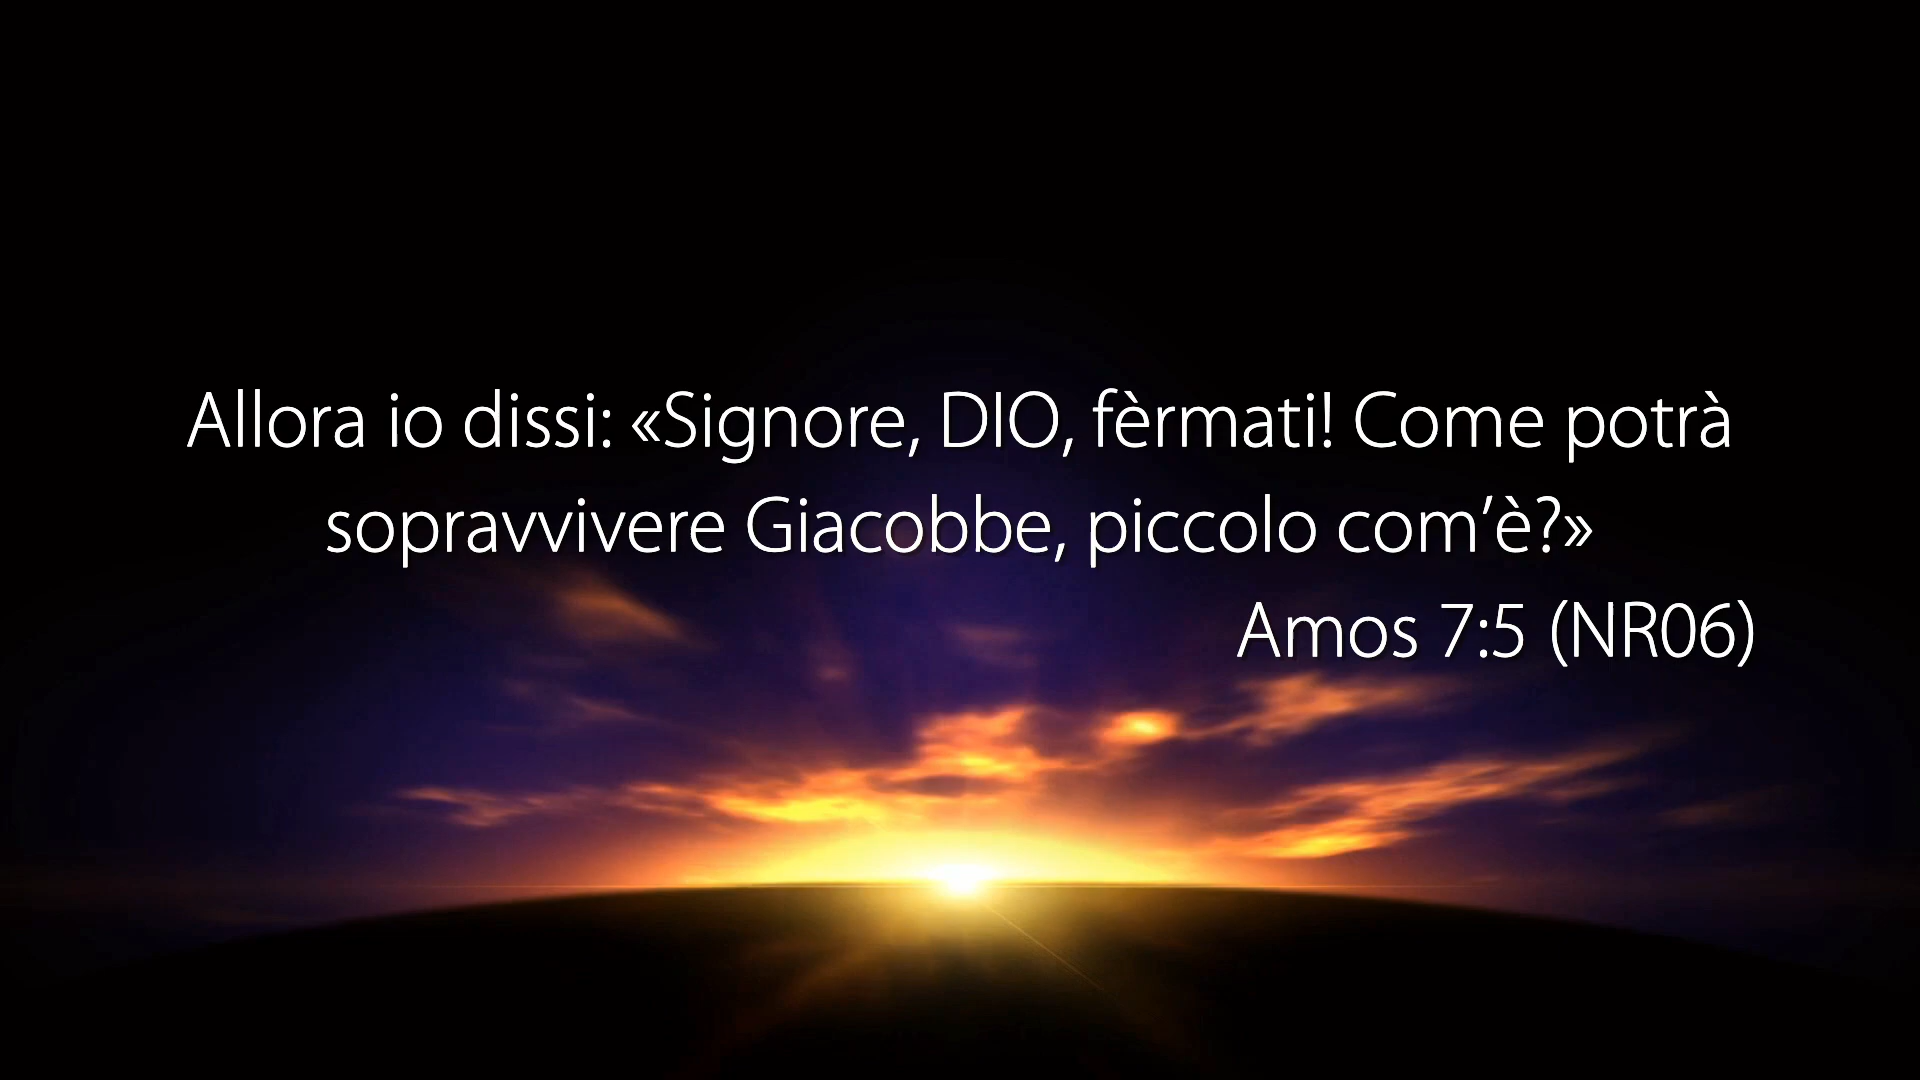 Allora io dissi: «Signore, DIO, fèrmati! Come potrà
sopravvivere Giacobbe, piccolo com’è?»
Amos 7:5 (NR06)